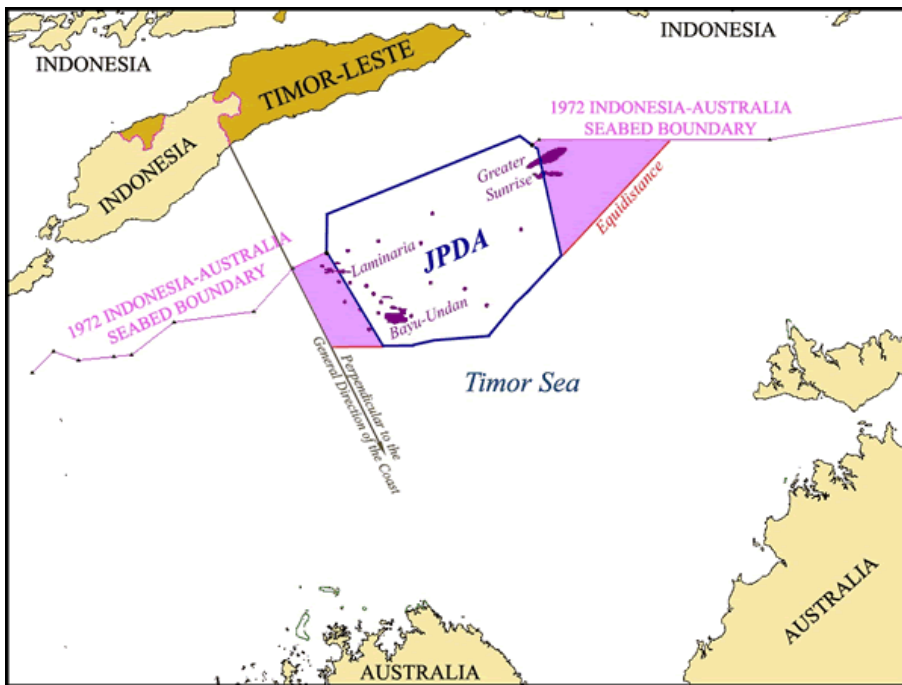 INDONESIA
INDONESIA
TIMOR-LESTE
1972 INDONESIA-AUSTRALIA
SEABED BOUNDARY
INDONESIA
Greater
Sunrise
Equidistance
1972 INDONESIA-AUSTRALIA
SEABED BOUNDARY
Laminaria
JPDA
Bayu-Undan
Perpendicular to the
General Direction of the Coast
Timor Sea
AUSTRALIA
AUSTRALIA